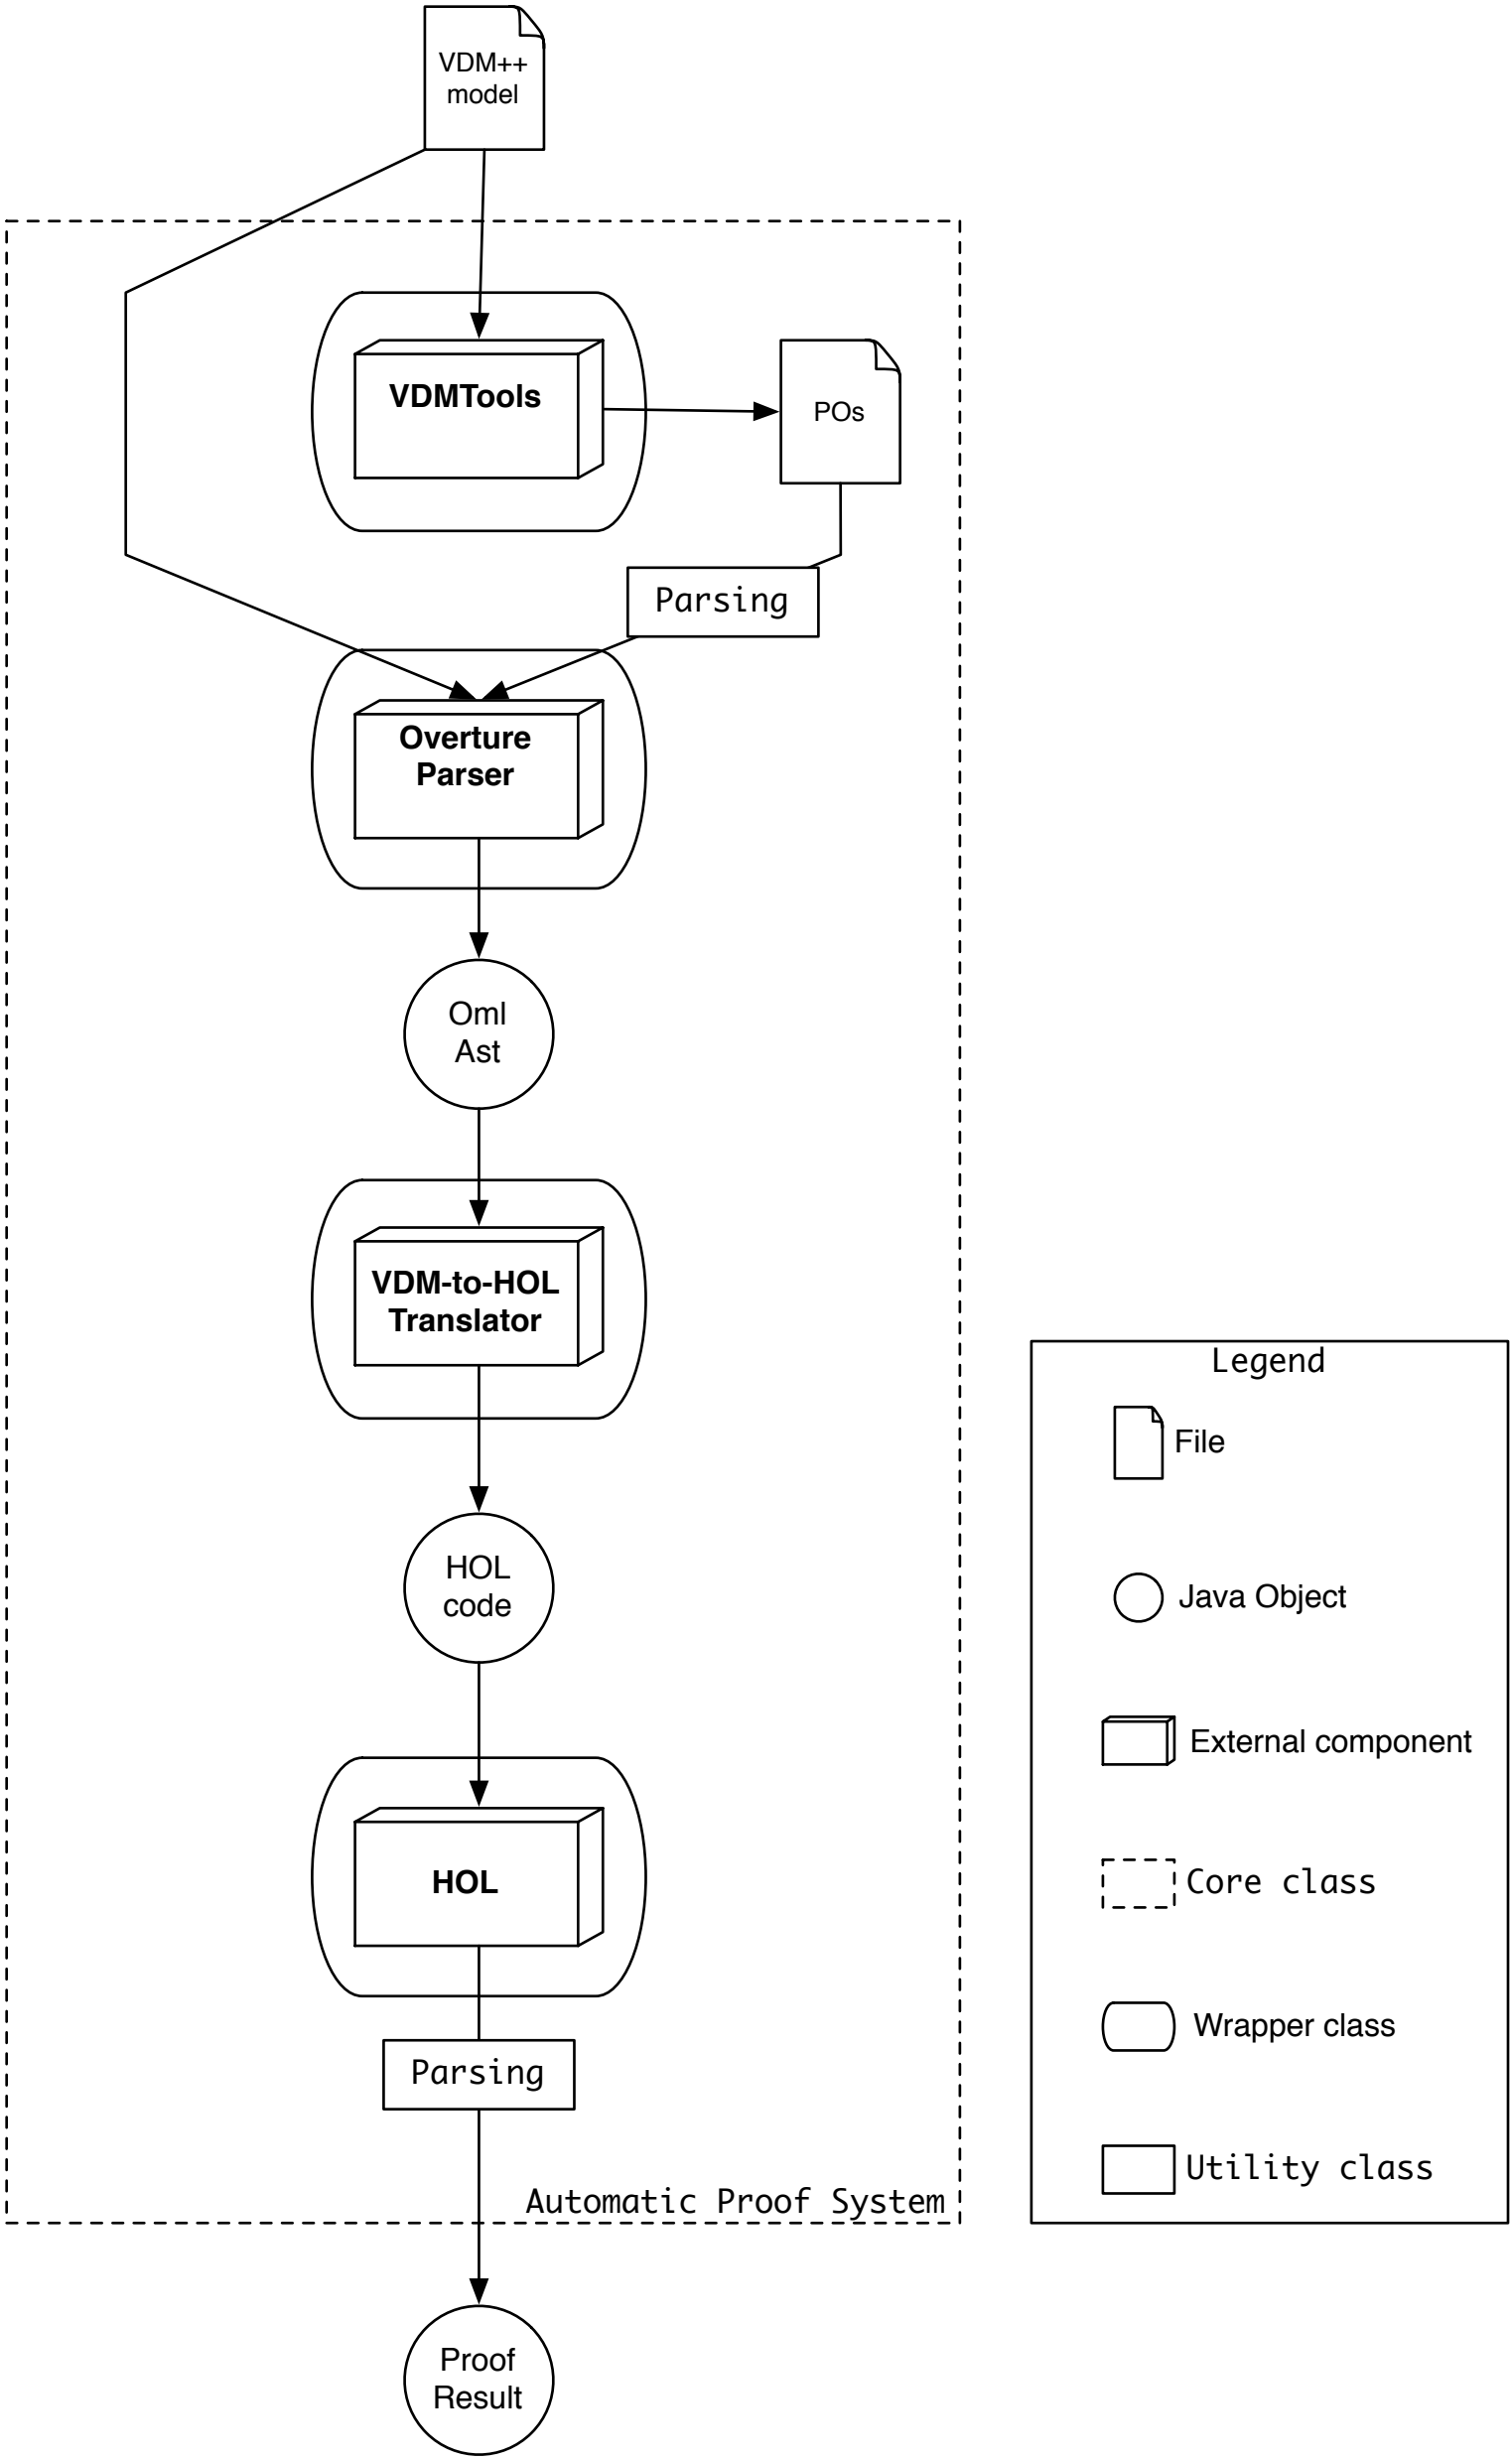 VDM++
model
VDMTools
POs
Parsing
Overture
Parser
Oml
Ast
VDM-to-HOL
Translator
HOL
code
HOL
Parsing
Automatic Proof System
Proof
Result
Legend
File
Java Object
External component
Core class
Wrapper class
Utility class